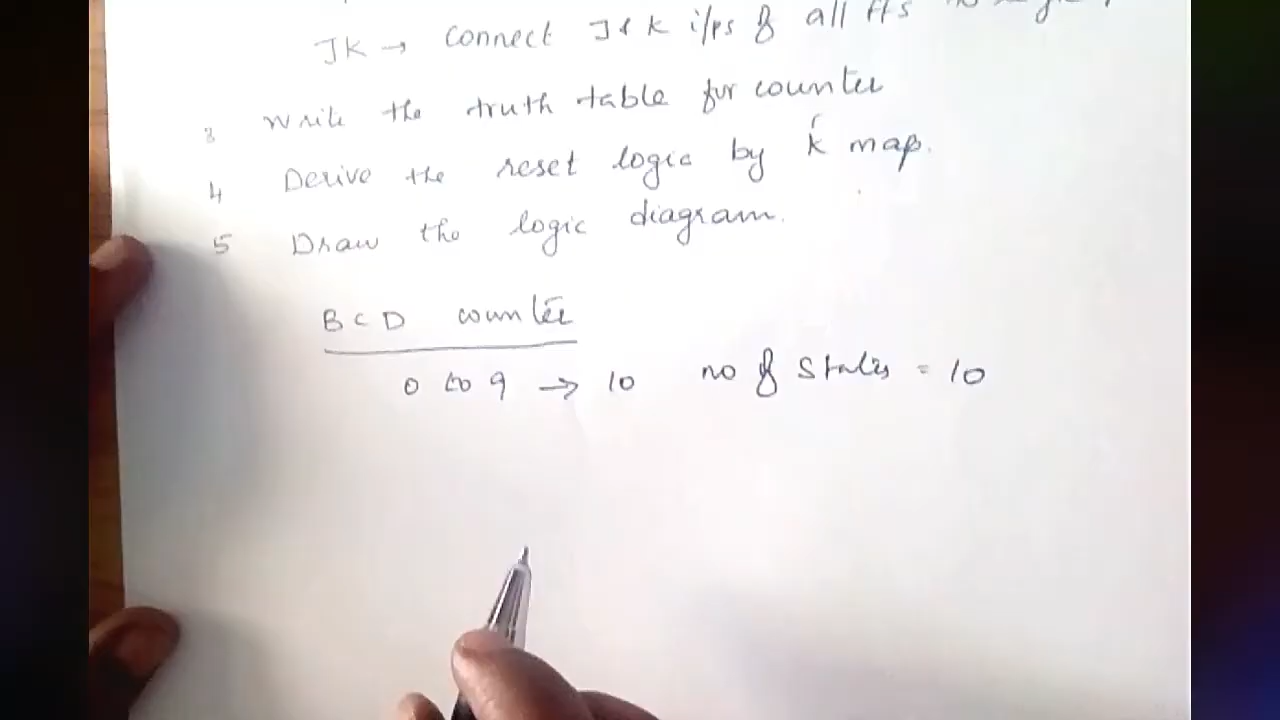 JK → connect J & K i/ps of all FFs
3 Write the truth table for counter
4 Derive the reset logic by K map.
5 Draw the logic diagram.
BCD counter
0 to 9 → 10 no of states = 10